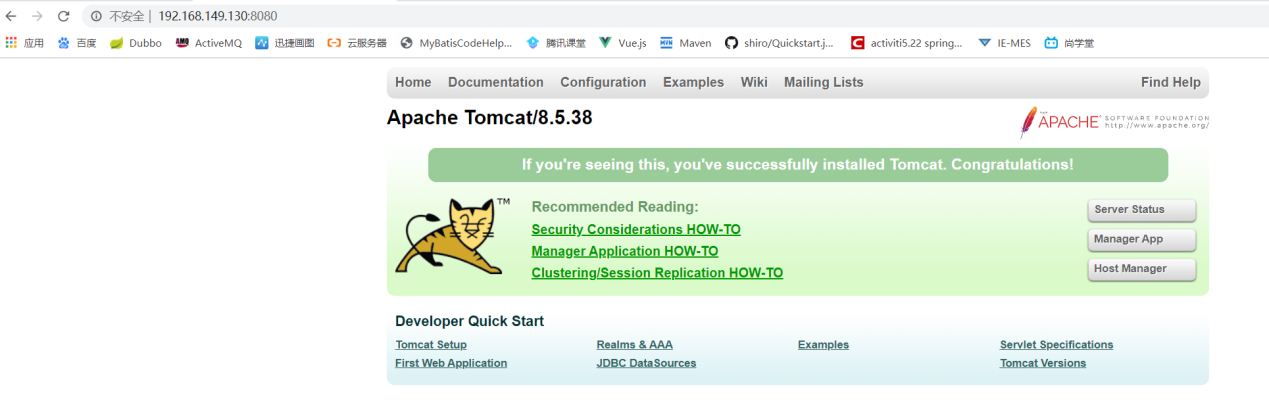 不安全 | 192.168.149.130:8080
应用 百度 Dubbo ActiveMQ 迅捷画图 云服务器 MyBatisCodeHelp... 腾讯课堂 Vue.js Maven shiro/Quickstart.j... activiti5.22 spring... IE-MES 尚学堂
Home Documentation Configuration Examples Wiki Mailing Lists Find Help
Apache Tomcat/8.5.38
THE APACHE® SOFTWARE FOUNDATION
http://www.apache.org/
If you're seeing this, you've successfully installed Tomcat. Congratulations!
TM
Recommended Reading:
Security Considerations HOW-TO
Manager Application HOW-TO
Clustering/Session Replication HOW-TO
Server Status
Manager App
Host Manager
Developer Quick Start
Tomcat Setup Realms & AAA Examples Servlet Specifications
First Web Application JDBC DataSources Tomcat Versions